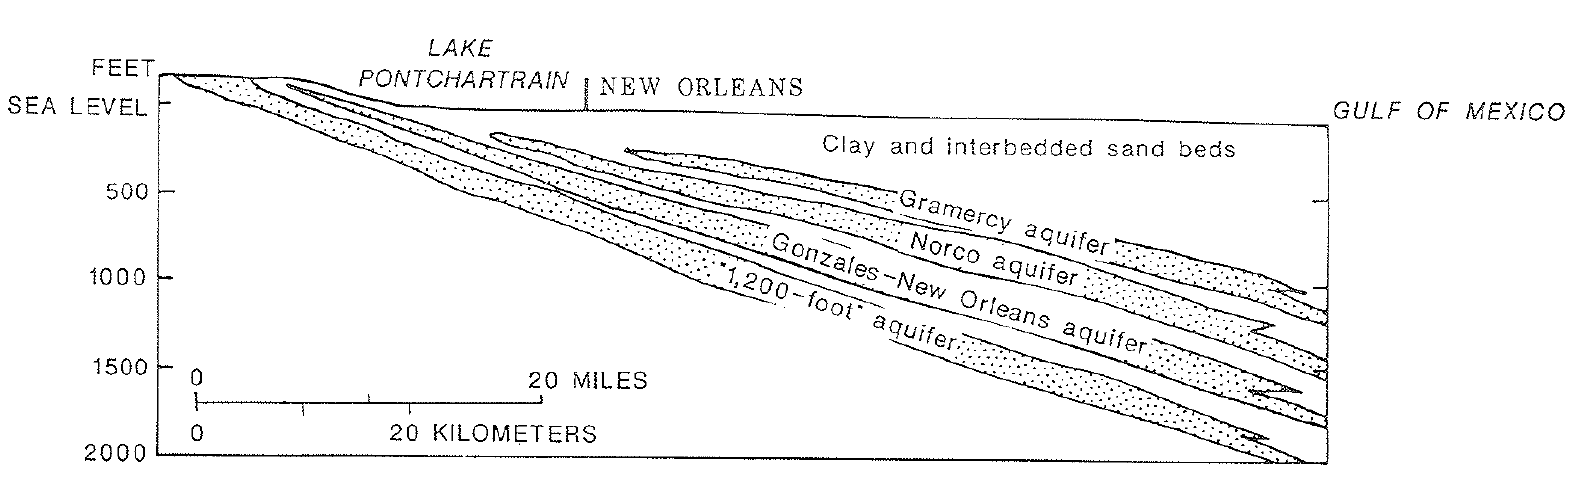 LAKE
PONTCHARTRAIN
NEW ORLEANS
FEET
SEA LEVEL
GULF OF MEXICO
Clay and interbedded sand beds
500
1000
1500
2000
Gramercy aquifer
Norco aquifer
Gonzales-New Orleans aquifer
"1,200-foot" aquifer
0 20 MILES
0 20 KILOMETERS